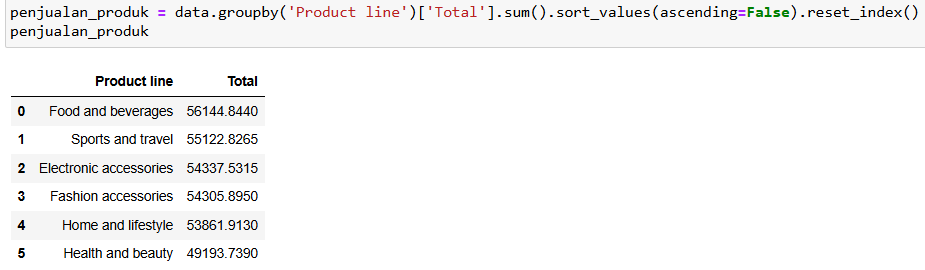 penjualan_produk = data.groupby('Product line')['Total'].sum().sort_values(ascending=False).reset_index()
penjualan_produk
Product line Total
0 Food and beverages 56144.8440
1 Sports and travel 55122.8265
2 Electronic accessories 54337.5315
3 Fashion accessories 54305.8950
4 Home and lifestyle 53861.9130
5 Health and beauty 49193.7390